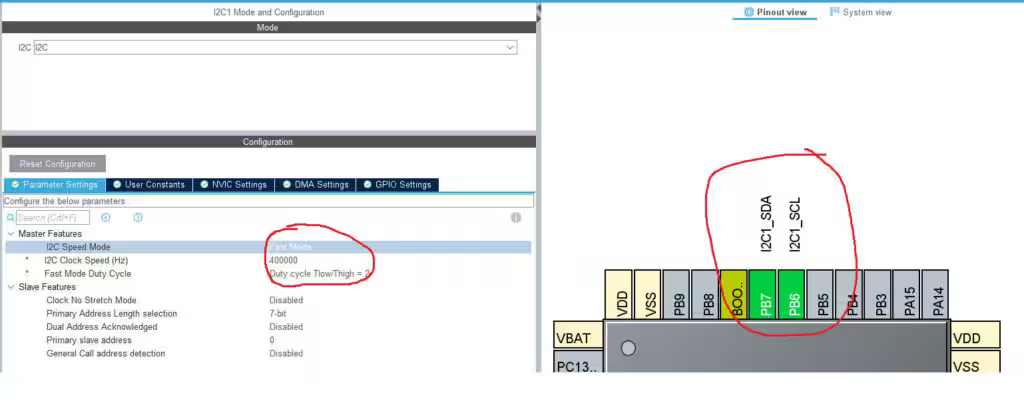 I2C1 Mode and Configuration
Mode
I2C I2C
Configuration
Reset Configuration
Parameter Settings User Constants NVIC Settings DMA Settings GPIO Settings
Configure the below parameters :
Search (Crtl+F)
Master Features
I2C Speed Mode Fast Mode
* I2C Clock Speed (Hz) 400000
* Fast Mode Duty Cycle Duty cycle Tlow/Thigh = 2
Slave Features
Clock No Stretch Mode Disabled
Primary Address Length selection 7-bit
Dual Address Acknowledged Disabled
Primary slave address 0
General Call address detection Disabled
Pinout view System view
I2C1_SDA
I2C1_SCL
VDD
VSS
PB9
PB8
BOO..
PB7
PB6
PB5
PB4
PB3
PA15
PA14
VBAT
VDD
PC13..
VSS